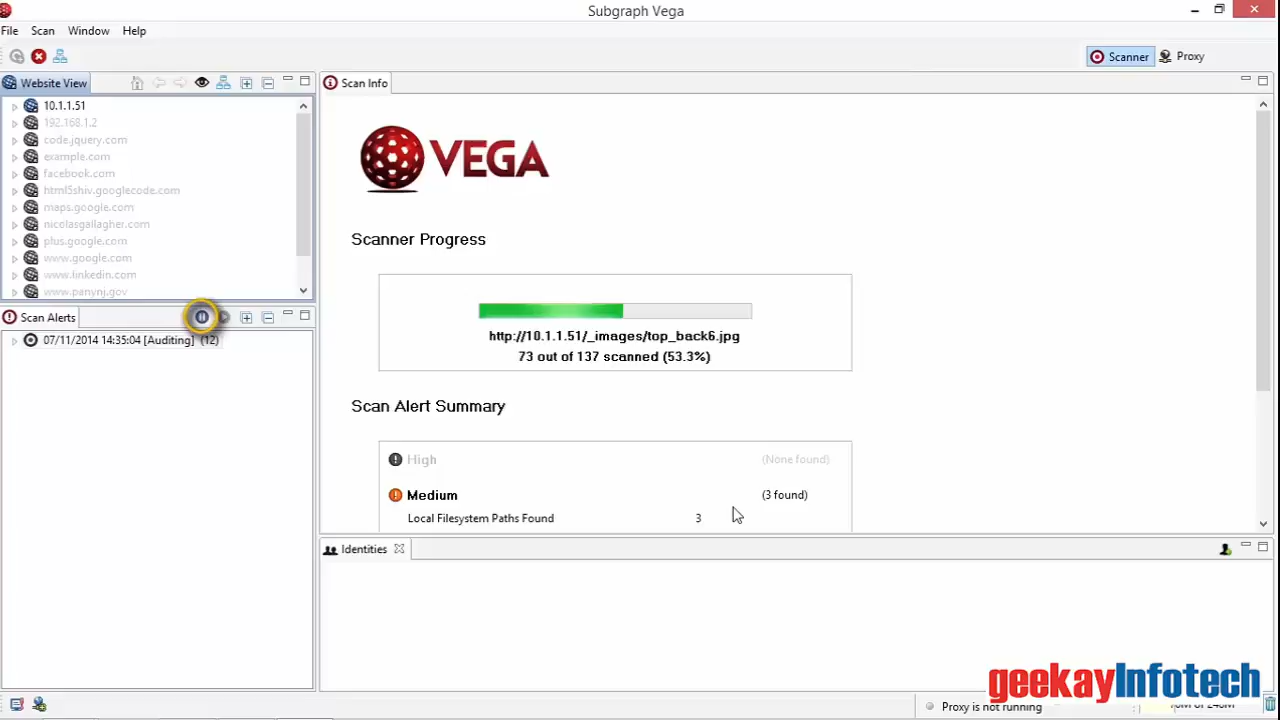 Subgraph Vega
File Scan Window Help
Scanner Proxy
Website View
Scan Info
10.1.1.51
192.168.1.2
code.jquery.com
example.com
facebook.com
html5shiv.googlecode.com
maps.google.com
nicolasgallagher.com
plus.google.com
www.google.com
www.linkedin.com
www.panynj.gov
VEGA
Scanner Progress
http://10.1.1.51/_images/top_back6.jpg
73 out of 137 scanned (53.3%)
Scan Alerts
07/11/2014 14:35:04 [Auditing] (12)
Scan Alert Summary
High (None found)
Medium (3 found)
Local Filesystem Paths Found 3
Identities
geekayInfotech
Proxy is not running